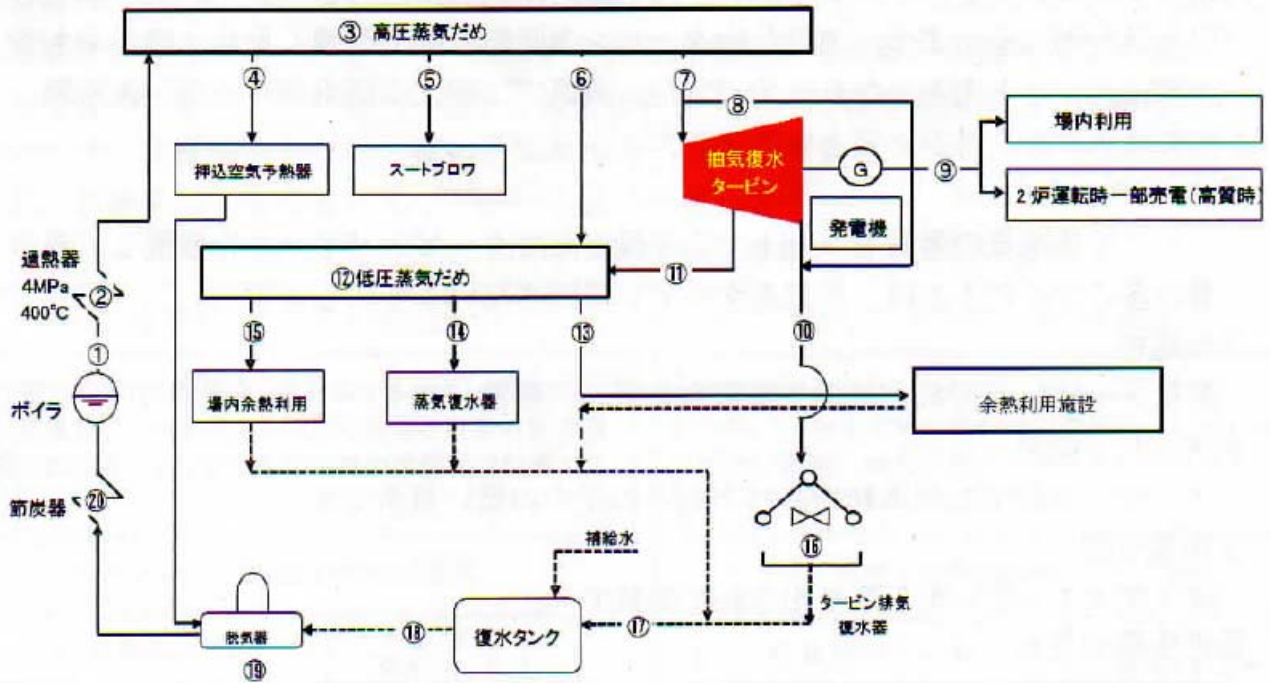 ③ 高圧蒸気だめ
④
⑤
⑥
⑦
⑧
押込空気予熱器
スートブロワ
抽気復水
タービン
G
⑨
場内利用
2炉運転時一部売電(高質時)
発電機
過熱器
4MPa
400℃
②
①
ボイラ
⑫低圧蒸気だめ
⑪
⑮
⑭
⑬
⑩
場内余熱利用
蒸気復水器
余熱利用施設
節炭器
⑳
⑯
補給水
タービン排気
復水器
⑰
復水タンク
⑱
脱気器
⑲